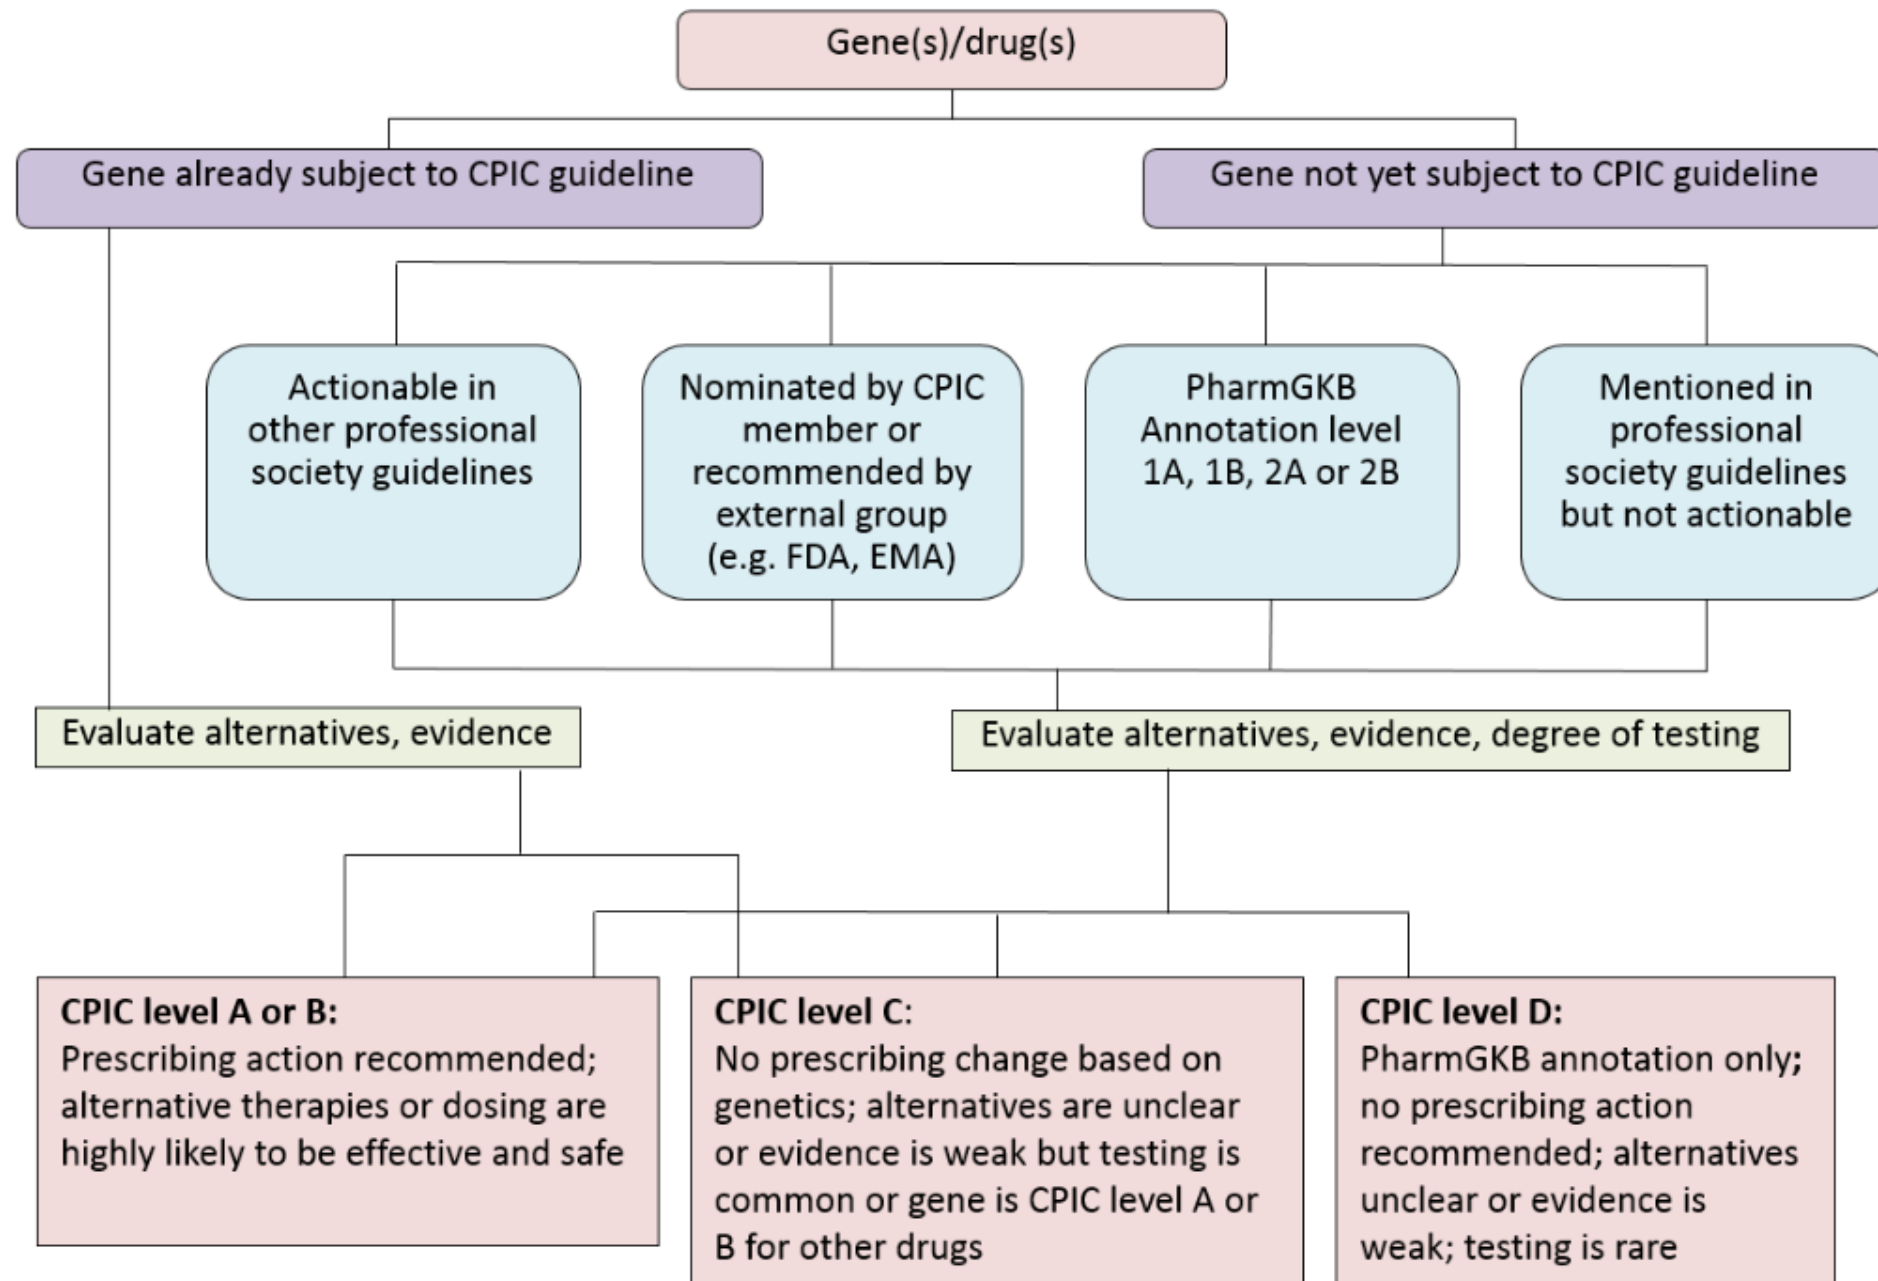 Gene(s)/drug(s)
Gene already subject to CPIC guideline
Gene not yet subject to CPIC guideline
Actionable in
other professional
society guidelines
Nominated by CPIC
member or
recommended by
external group
(e.g. FDA, EMA)
PharmGKB
Annotation level
1A, 1B, 2A or 2B
Mentioned in
professional
society guidelines
but not actionable
Evaluate alternatives, evidence
Evaluate alternatives, evidence, degree of testing
CPIC level A or B:
Prescribing action recommended;
alternative therapies or dosing are
highly likely to be effective and safe
CPIC level C:
No prescribing change based on
genetics; alternatives are unclear
or evidence is weak but testing is
common or gene is CPIC level A or
B for other drugs
CPIC level D:
PharmGKB annotation only;
no prescribing action
recommended; alternatives
unclear or evidence is
weak; testing is rare